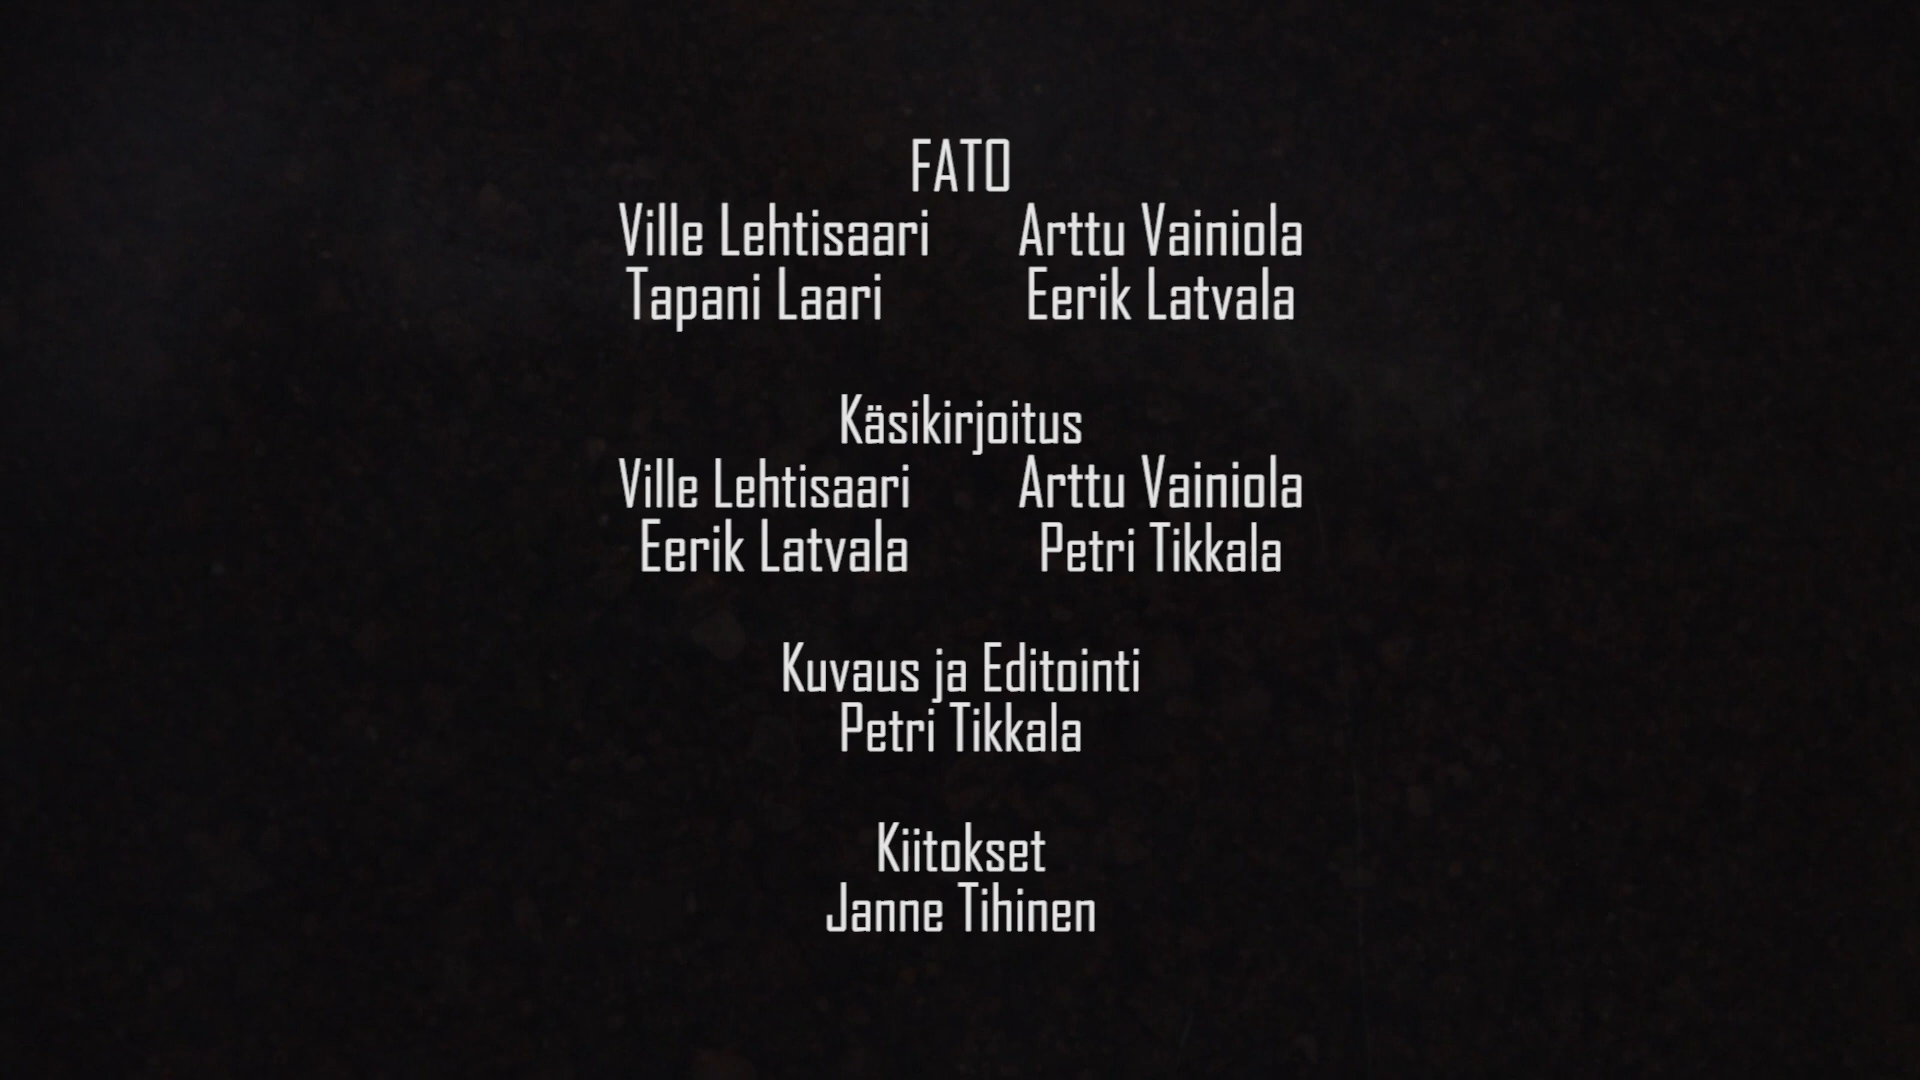 FATO
Ville Lehtisaari Arttu Vainiola
Tapani Laari Eerik Latvala
Käsikirjoitus
Ville Lehtisaari Arttu Vainiola
Eerik Latvala Petri Tikkala
Kuvaus ja Editointi
Petri Tikkala
Kiitokset
Janne Tihinen